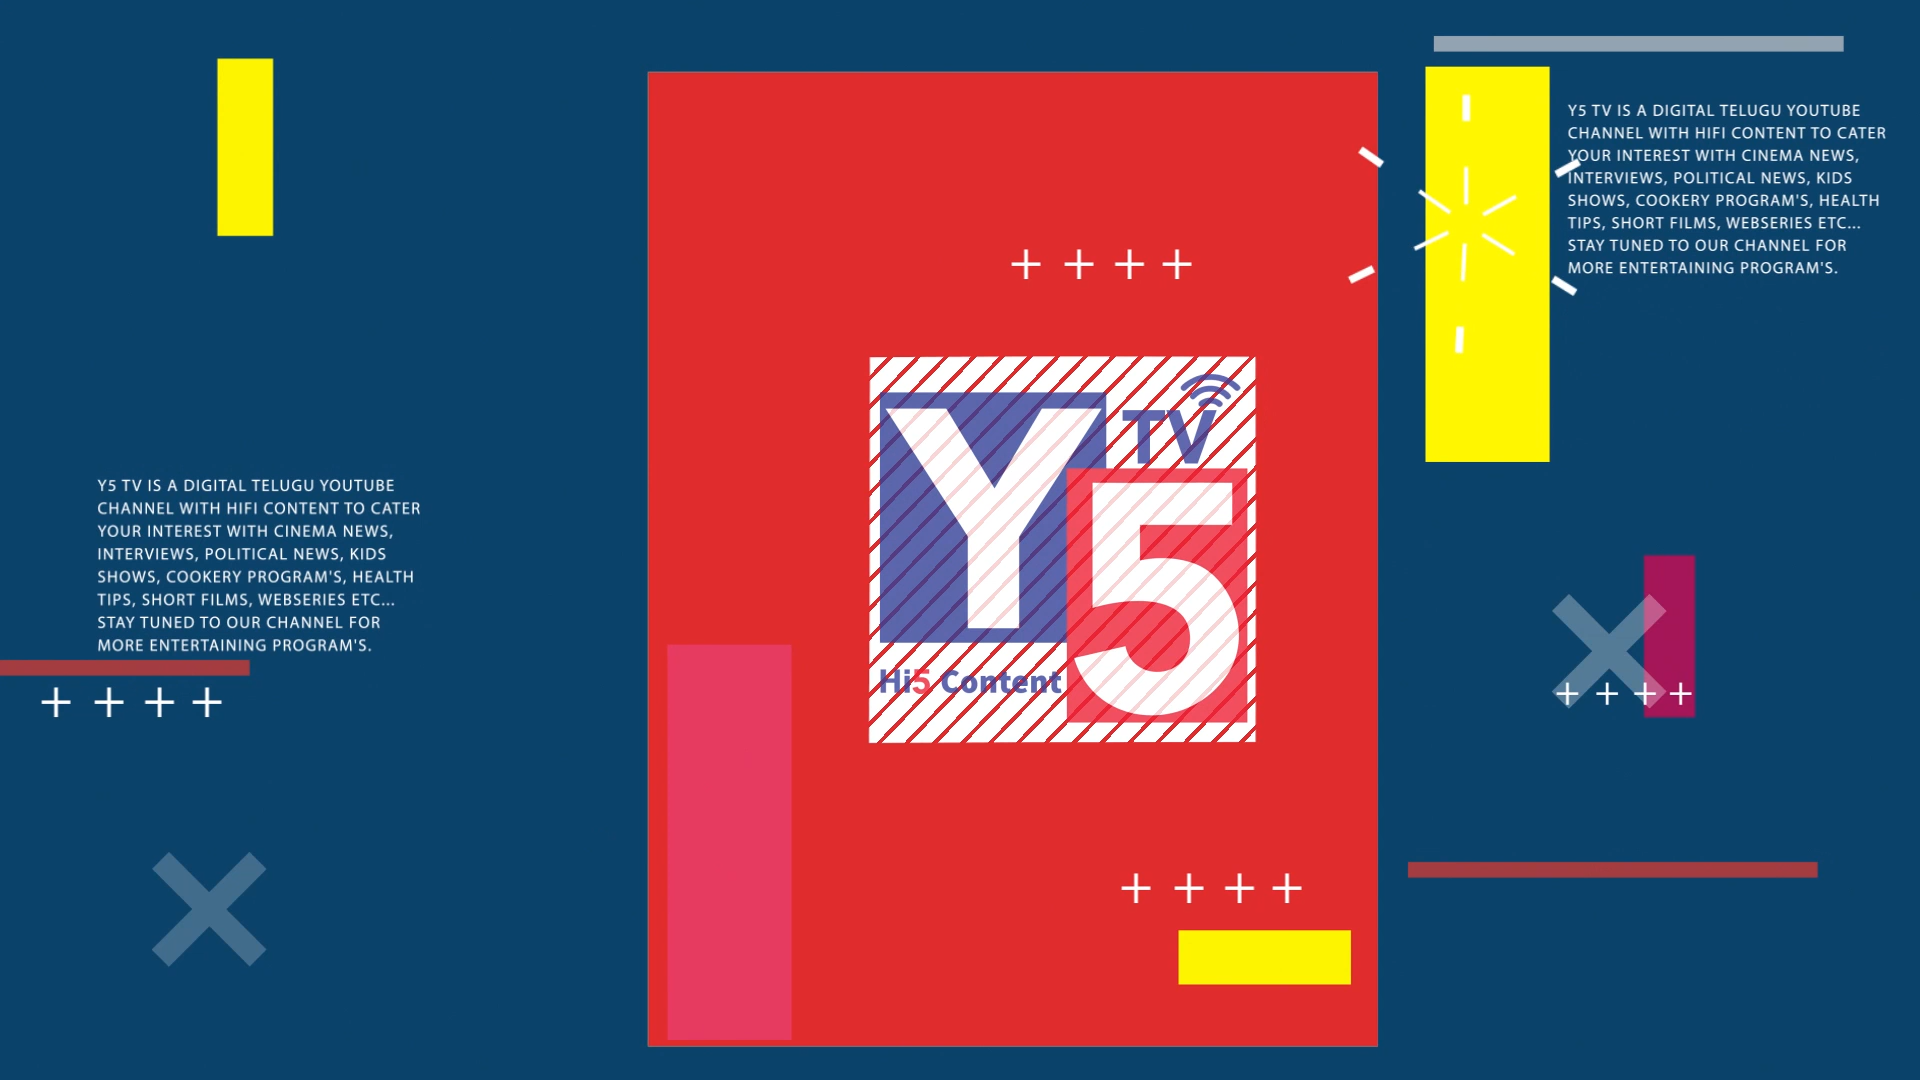 Y5 TV IS A DIGITAL TELUGU YOUTUBE
CHANNEL WITH HIFI CONTENT TO CATER
YOUR INTEREST WITH CINEMA NEWS,
INTERVIEWS, POLITICAL NEWS, KIDS
SHOWS, COOKERY PROGRAM'S, HEALTH
TIPS, SHORT FILMS, WEBSERIES ETC...
STAY TUNED TO OUR CHANNEL FOR
MORE ENTERTAINING PROGRAM'S.
Y TV
5
Hi5 Content
Y5 TV IS A DIGITAL TELUGU YOUTUBE
CHANNEL WITH HIFI CONTENT TO CATER
YOUR INTEREST WITH CINEMA NEWS,
INTERVIEWS, POLITICAL NEWS, KIDS
SHOWS, COOKERY PROGRAM'S, HEALTH
TIPS, SHORT FILMS, WEBSERIES ETC...
STAY TUNED TO OUR CHANNEL FOR
MORE ENTERTAINING PROGRAM'S.